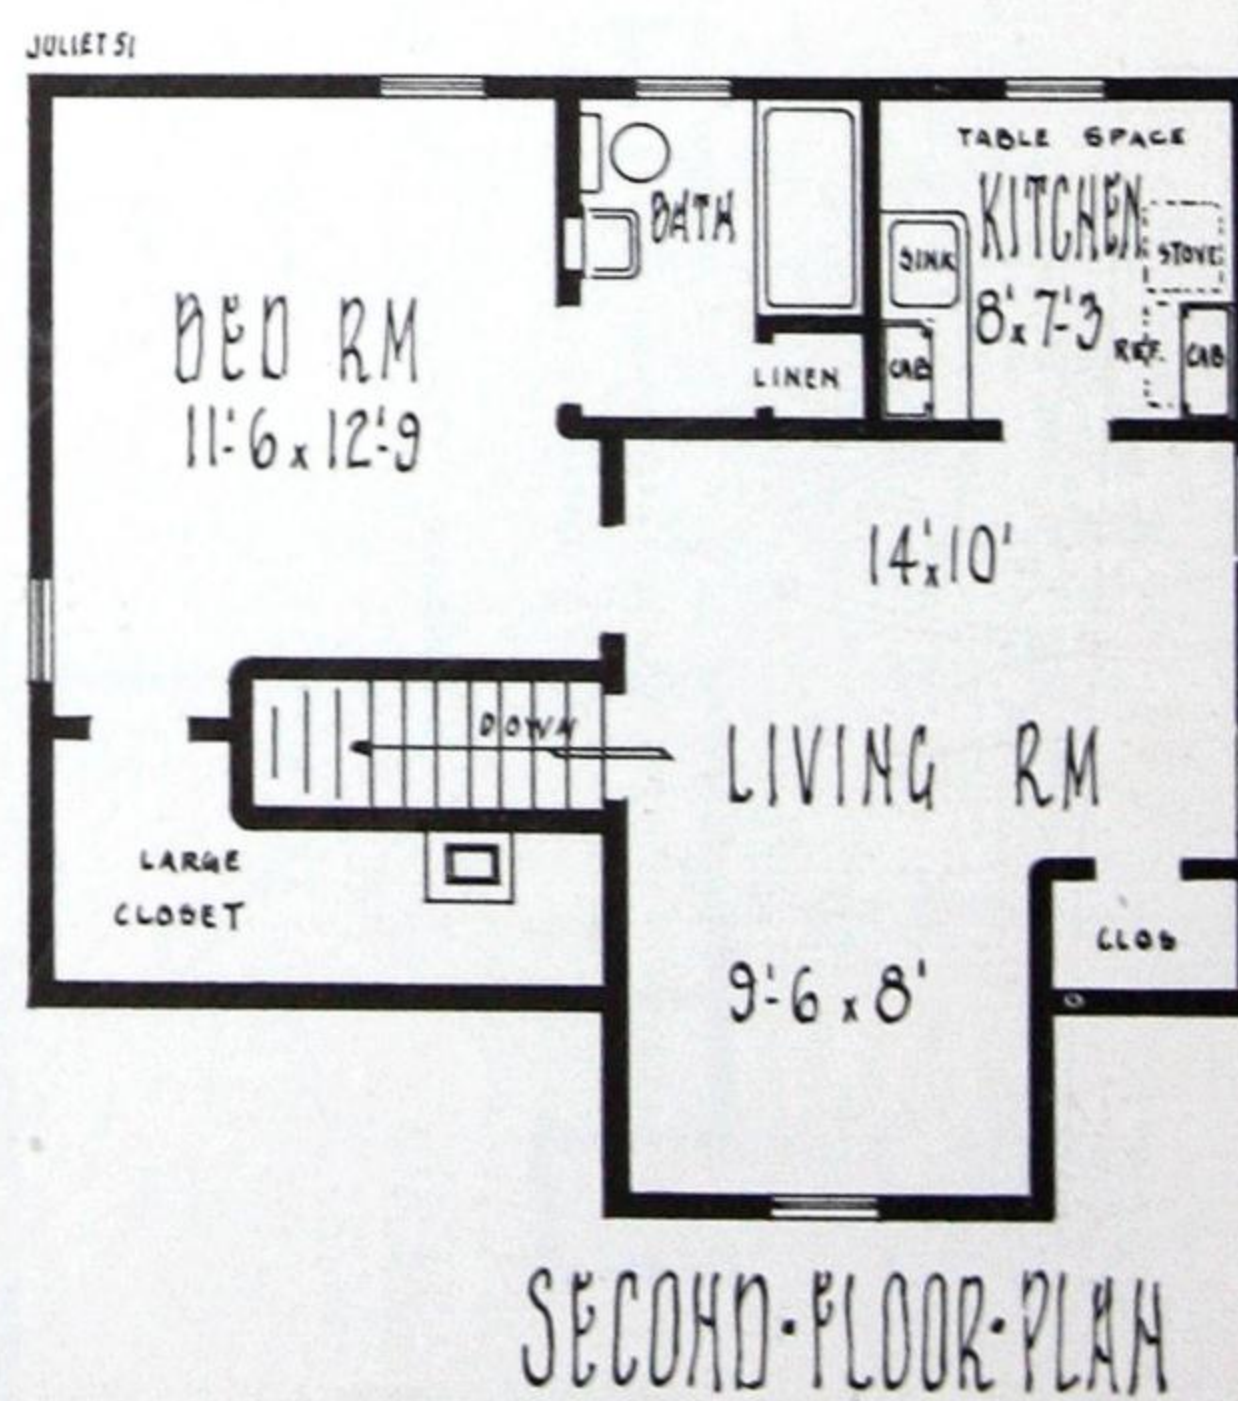 JULLET 51
TABLE SPACE
KITCHEN
STOVE
SINK
8' x 7'-3
REF.
CAB
CAB
BATH
LINEN
BED RM
11'-6 x 12'-9
14' x 10'
DOWN
LIVING RM
LARGE
CLOSET
CLOS
9'-6 x 8'
SECOND·FLOOR·PLAN